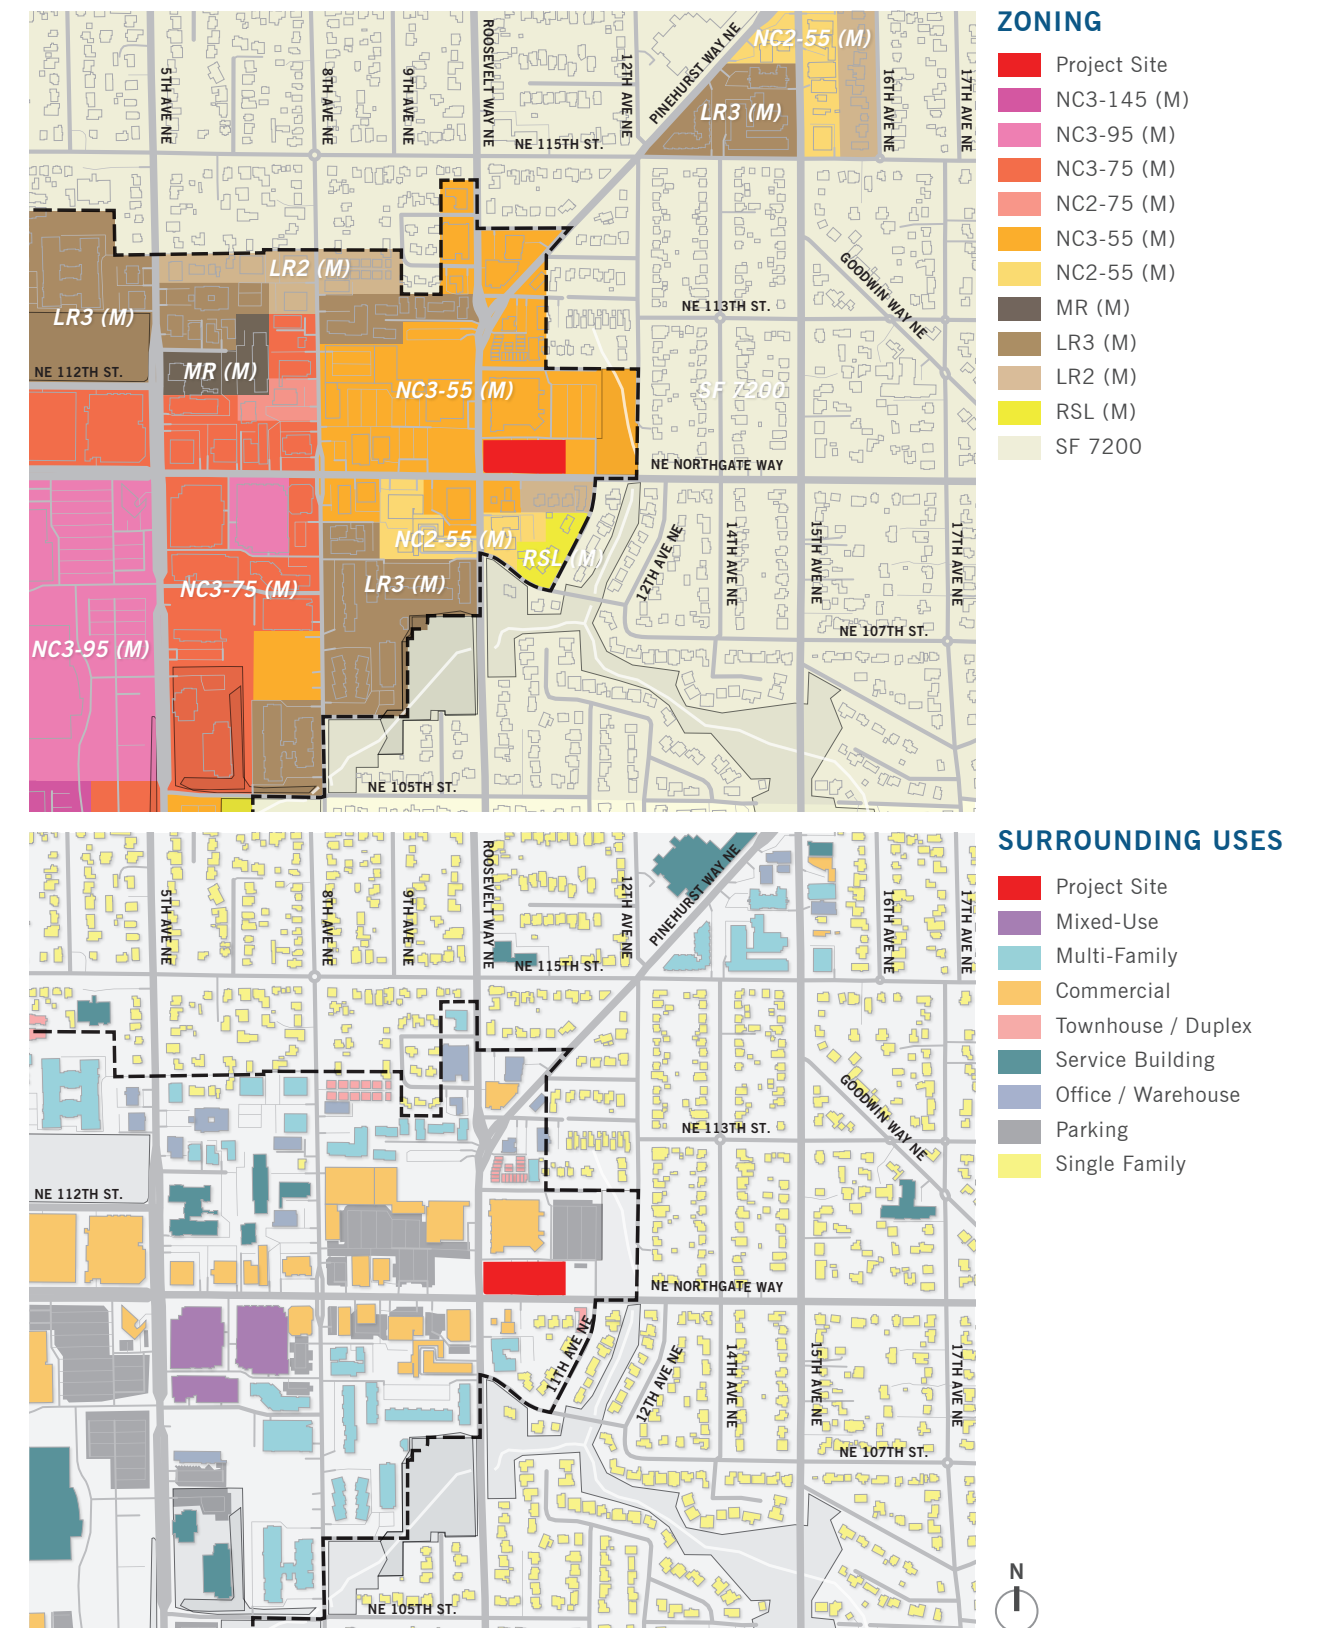 ZONING
Project Site
NC3-145 (M)
NC3-95 (M)
NC3-75 (M)
NC2-75 (M)
NC3-55 (M)
NC2-55 (M)
MR (M)
LR3 (M)
LR2 (M)
RSL (M)
SF 7200
5TH AVE NE
8TH AVE NE
9TH AVE NE
ROOSEVELT WAY NE
12TH AVE NE
PINEHURST WAY NE
NC2-55 (M)
LR3 (M)
16TH AVE NE
17TH AVE NE
NE 115TH ST.
LR2 (M)
GOODWIN WAY NE
LR3 (M)
NE 113TH ST.
NE 112TH ST.
MR (M)
NC3-55 (M)
SF 7200
NE NORTHGATE WAY
NC2-55 (M)
RSL (M)
12TH AVE NE
14TH AVE NE
15TH AVE NE
17TH AVE NE
NC3-75 (M)
LR3 (M)
NE 107TH ST.
NC3-95 (M)
NE 105TH ST.
SURROUNDING USES
Project Site
Mixed-Use
Multi-Family
Commercial
Townhouse / Duplex
Service Building
Office / Warehouse
Parking
Single Family
5TH AVE NE
8TH AVE NE
9TH AVE NE
ROOSEVELT WAY NE
12TH AVE NE
PINEHURST WAY NE
16TH AVE NE
17TH AVE NE
NE 115TH ST.
GOODWIN WAY NE
NE 113TH ST.
NE 112TH ST.
NE NORTHGATE WAY
11TH AVE NE
12TH AVE NE
14TH AVE NE
15TH AVE NE
17TH AVE NE
NE 107TH ST.
NE 105TH ST.
N